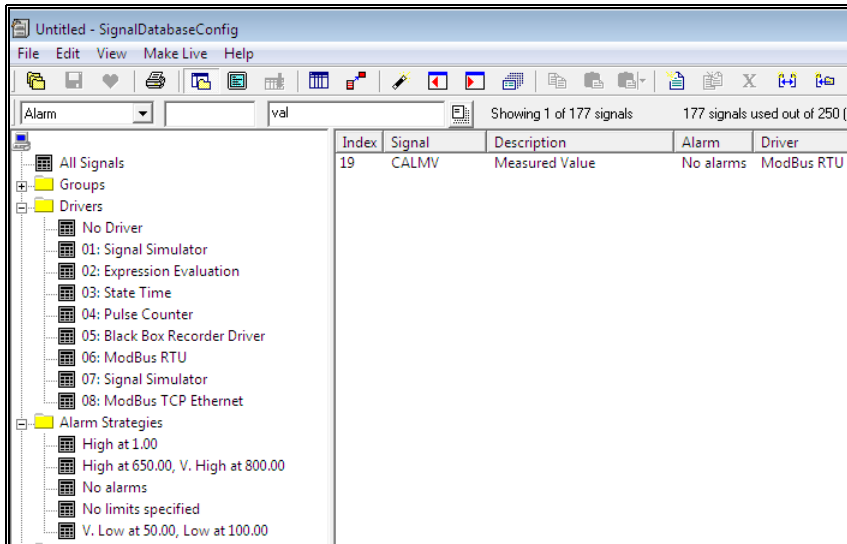 Untitled - SignalDatabaseConfig
File Edit View Make Live Help
Alarm val Showing 1 of 177 signals 177 signals used out of 250 (
Index Signal Description Alarm Driver
19 CALMV Measured Value No alarms ModBus RTU
All Signals
Groups
Drivers
No Driver
01: Signal Simulator
02: Expression Evaluation
03: State Time
04: Pulse Counter
05: Black Box Recorder Driver
06: ModBus RTU
07: Signal Simulator
08: ModBus TCP Ethernet
Alarm Strategies
High at 1.00
High at 650.00, V. High at 800.00
No alarms
No limits specified
V. Low at 50.00, Low at 100.00